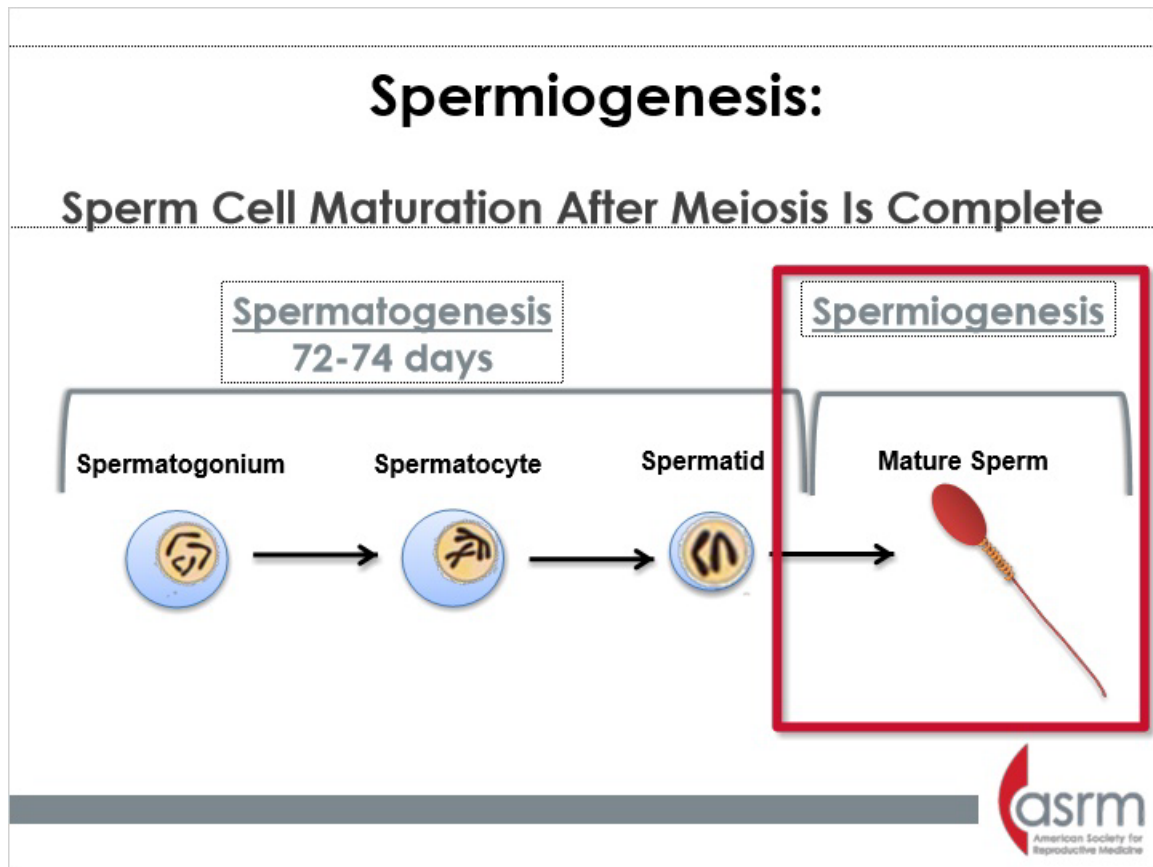 Spermiogenesis:
Sperm Cell Maturation After Meiosis Is Complete
Spermatogenesis
72-74 days
Spermiogenesis
Spermatogonium
Spermatocyte
Spermatid
Mature Sperm
asrm
American Society for
Reproductive Medicine